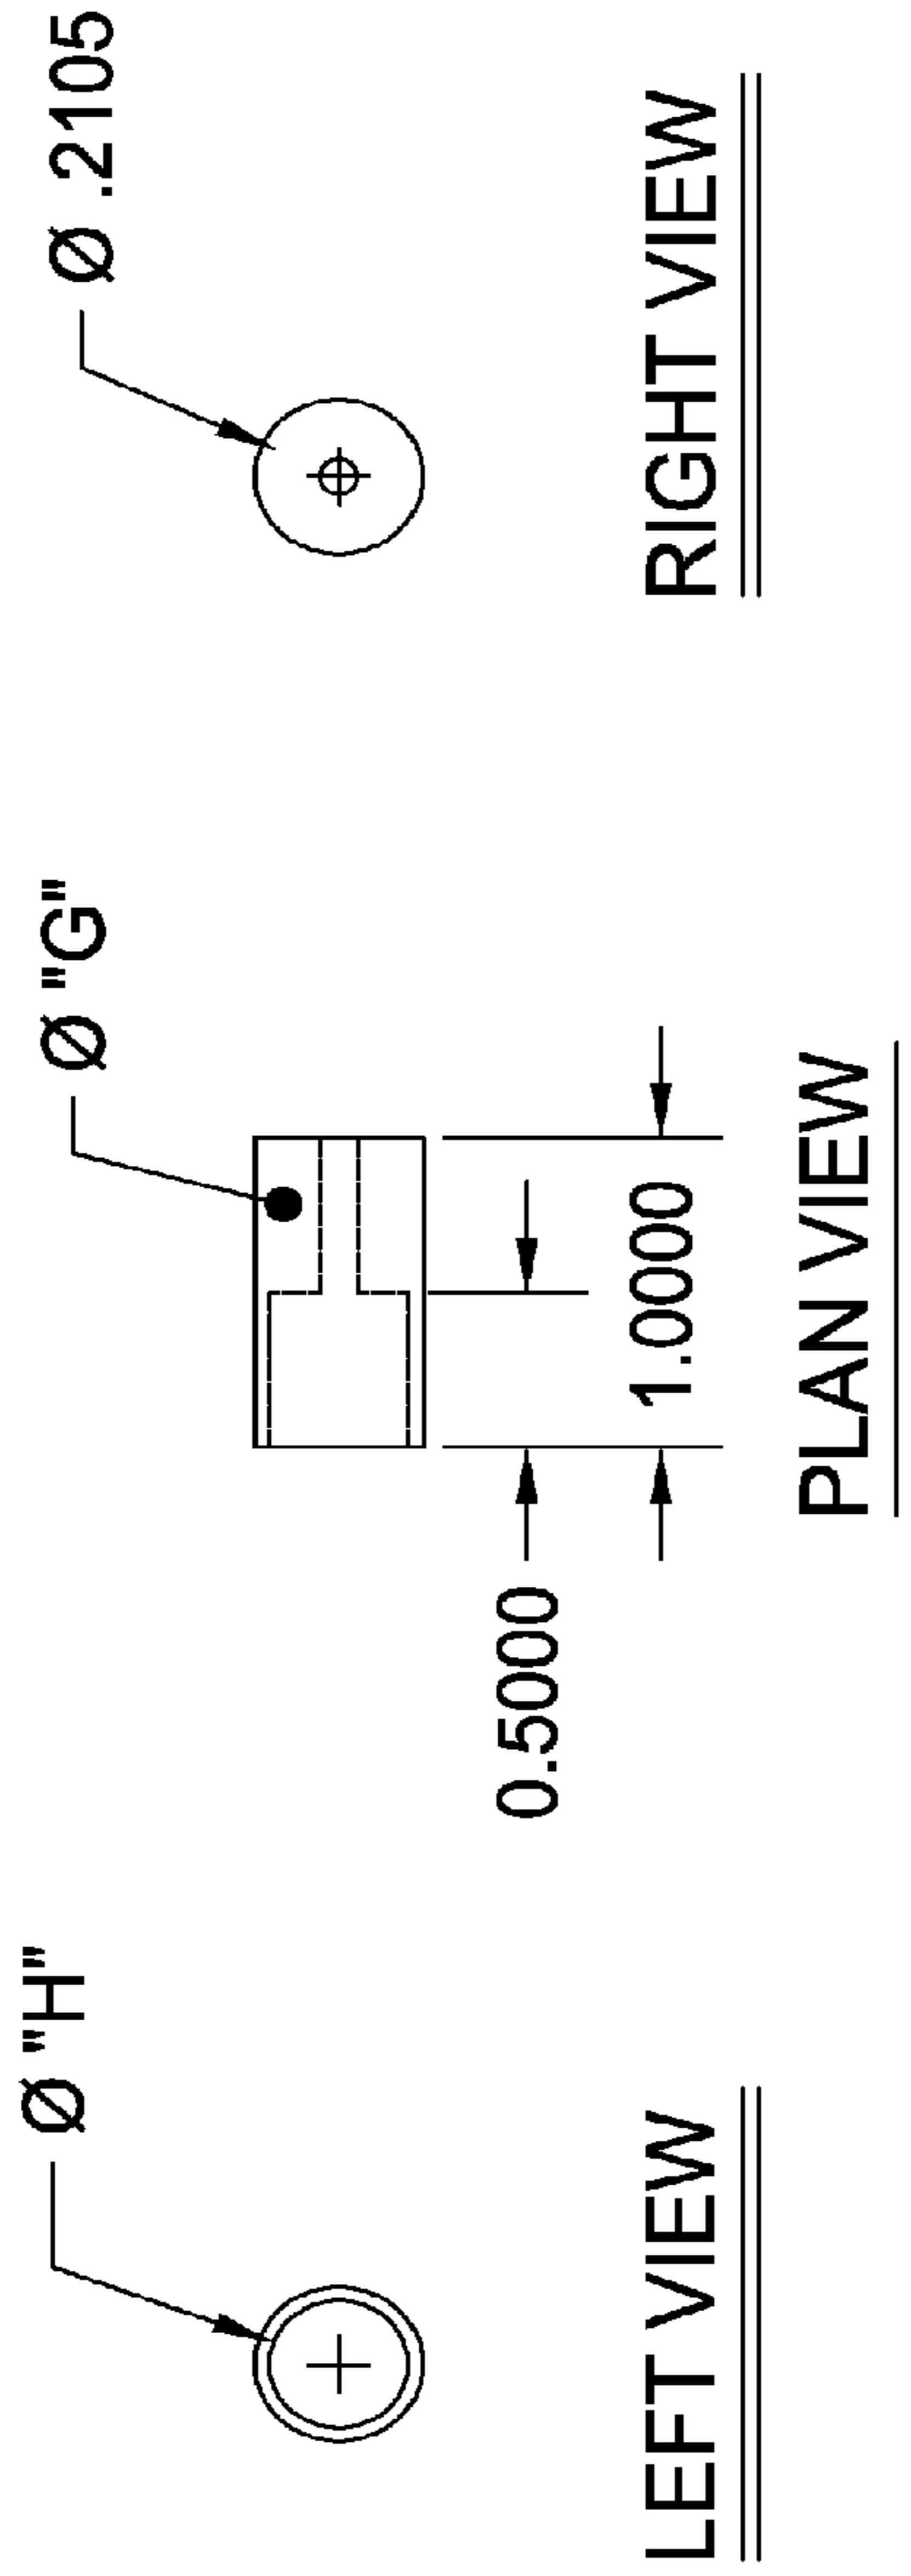 Ø "H"
Ø "G"
Ø .2105
0.5000
1.0000
LEFT VIEW
PLAN VIEW
RIGHT VIEW